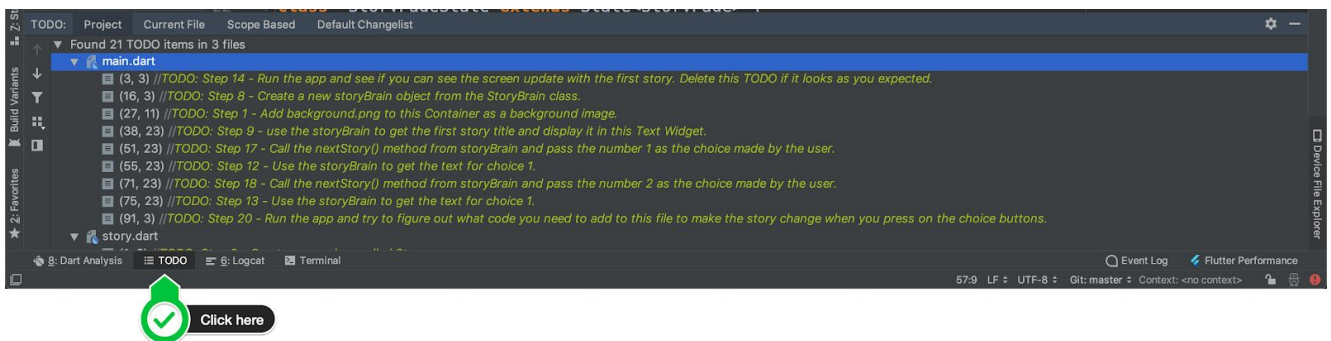 TODO: Project Current File Scope Based Default Changelist
Found 21 TODO items in 3 files
main.dart
(3, 3) //TODO: Step 14 - Run the app and see if you can see the screen update with the first story. Delete this TODO if it looks as you expected.
(16, 3) //TODO: Step 8 - Create a new storyBrain object from the StoryBrain class.
(27, 11) //TODO: Step 1 - Add background.png to this Container as a background image.
(38, 23) //TODO: Step 9 - use the storyBrain to get the first story title and display it in this Text Widget.
(51, 23) //TODO: Step 17 - Call the nextStory() method from storyBrain and pass the number 1 as the choice made by the user.
(55, 23) //TODO: Step 12 - Use the storyBrain to get the text for choice 1.
(71, 23) //TODO: Step 18 - Call the nextStory() method from storyBrain and pass the number 2 as the choice made by the user.
(75, 23) //TODO: Step 13 - Use the storyBrain to get the text for choice 1.
(91, 3) //TODO: Step 20 - Run the app and try to figure out what code you need to add to this file to make the story change when you press on the choice buttons.
story.dart
Build Variants
2: Favorites
Device File Explorer
8: Dart Analysis TODO 6: Logcat Terminal Event Log Flutter Performance
57:9 LF UTF-8 Git: master Context: <no context>
Click here